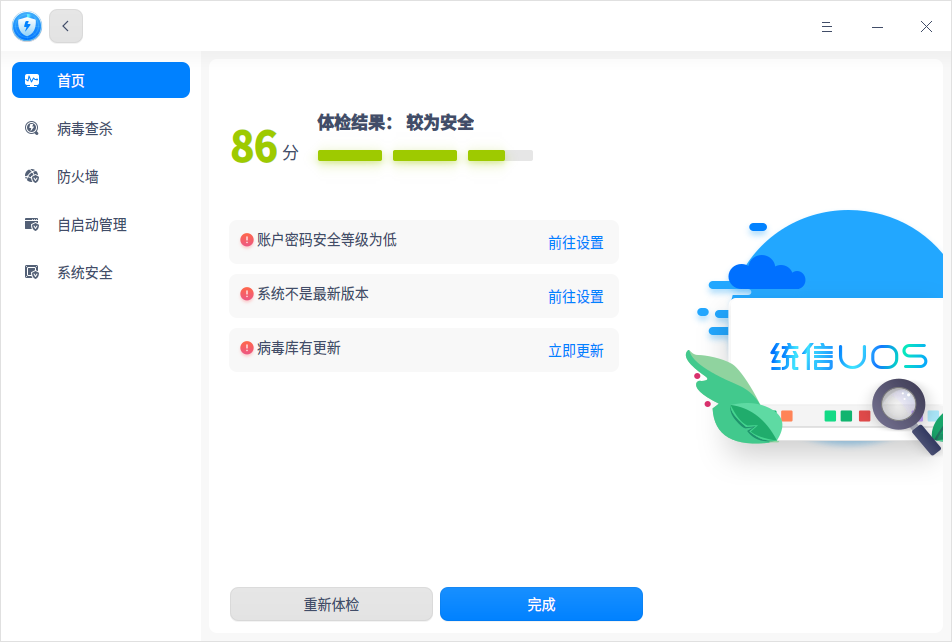 首页
病毒查杀
防火墙
自启动管理
系统安全
86 分
体检结果： 较为安全
账户密码安全等级为低 前往设置
系统不是最新版本 前往设置
病毒库有更新 立即更新
统信UOS
重新体检 完成